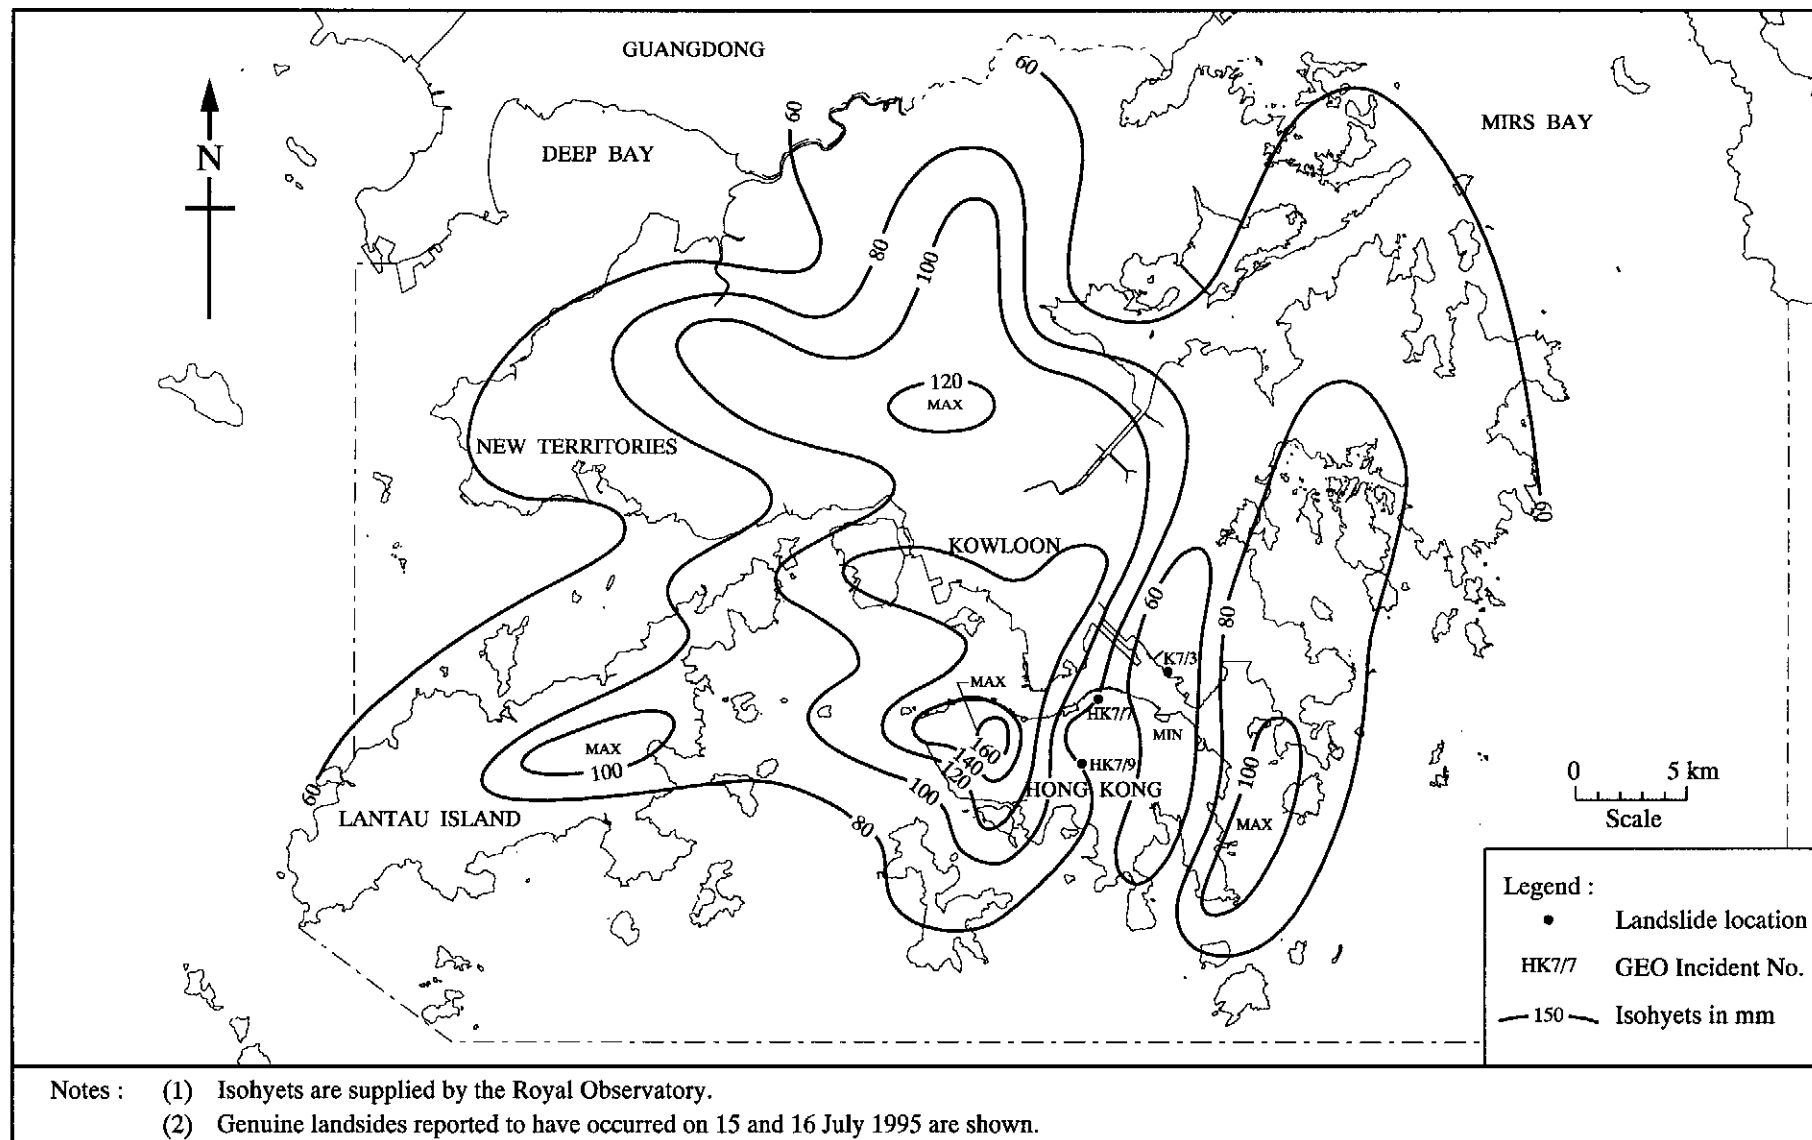 GUANGDONG
60
MIRS BAY
60
DEEP BAY
N
80
100
120
MAX
NEW TERRITORIES
60
KOWLOON
60
80
K7/3
MAX
HK7/7
MIN
160
MAX
100
140
HK7/9
120
100
HONG KONG
100
60
LANTAU ISLAND
80
MAX
0 5 km
Scale
Legend :
Landslide location
HK7/7 GEO Incident No.
150 Isohyets in mm
Notes : (1) Isohyets are supplied by the Royal Observatory.
(2) Genuine landsides reported to have occurred on 15 and 16 July 1995 are shown.